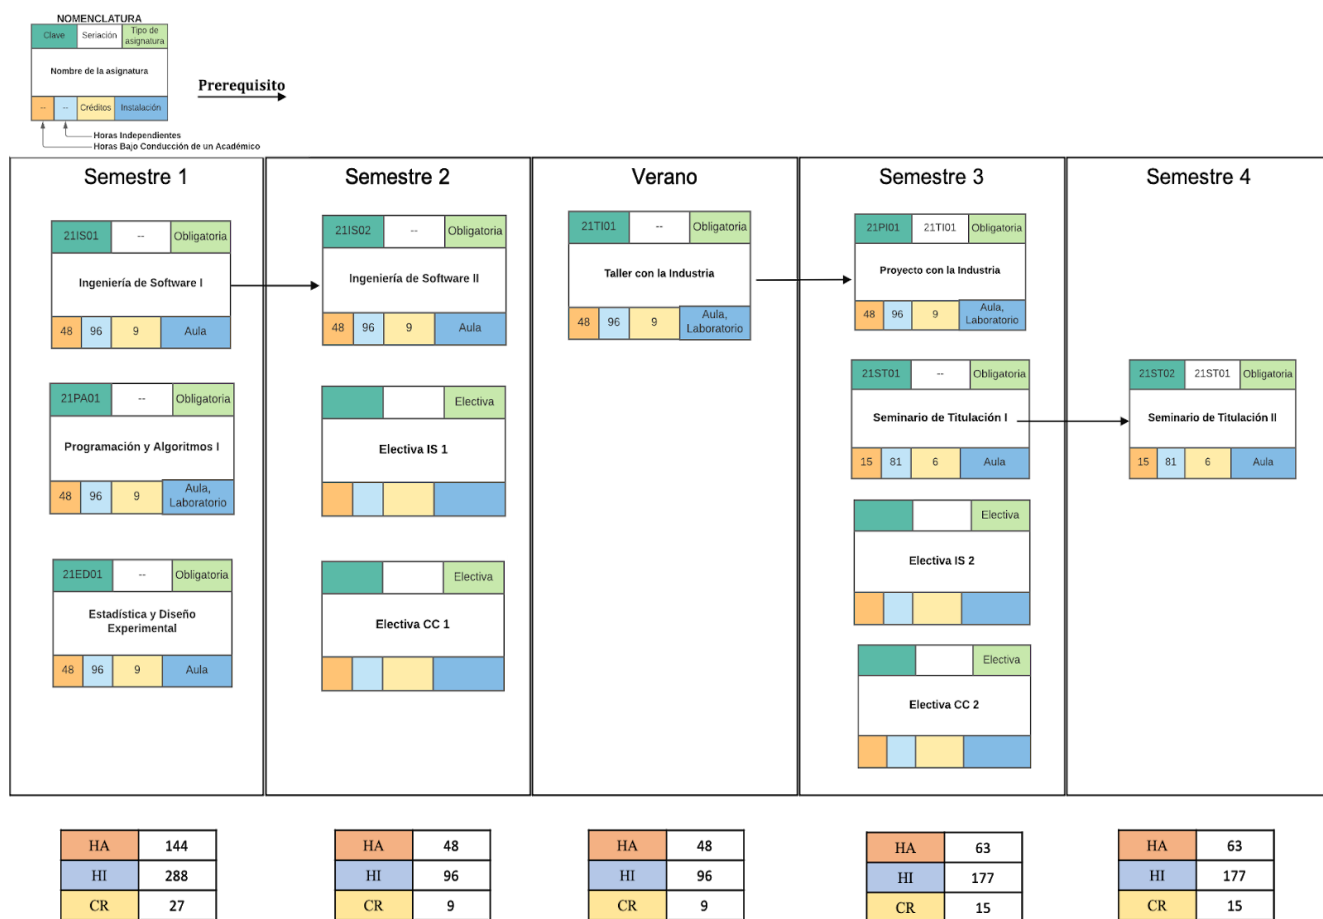 NOMENCLATURA
Clave Seriación Tipo de
asignatura
Nombre de la asignatura
-- -- Créditos Instalación
Horas Independientes
Horas Bajo Conducción de un Académico
Prerequisito
Semestre 1
21IS01 -- Obligatoria
Ingeniería de Software I
48 96 9 Aula
21PA01 -- Obligatoria
Programación y Algoritmos I
48 96 9 Aula,
Laboratorio
21ED01 -- Obligatoria
Estadística y Diseño
Experimental
48 96 9 Aula
HA 144
HI 288
CR 27
Semestre 2
21IS02 -- Obligatoria
Ingeniería de Software II
48 96 9 Aula
Electiva
Electiva IS 1
Electiva
Electiva CC 1
HA 48
HI 96
CR 9
Verano
21TI01 -- Obligatoria
Taller con la Industria
48 96 9 Aula,
Laboratorio
HA 48
HI 96
CR 9
Semestre 3
21PI01 21TI01 Obligatoria
Proyecto con la Industria
48 96 9 Aula,
Laboratorio
21ST01 -- Obligatoria
Seminario de Titulación I
15 81 6 Aula
Electiva
Electiva IS 2
Electiva
Electiva CC 2
HA 63
HI 177
CR 15
Semestre 4
21ST02 21ST01 Obligatoria
Seminario de Titulación II
15 81 6 Aula
HA 63
HI 177
CR 15